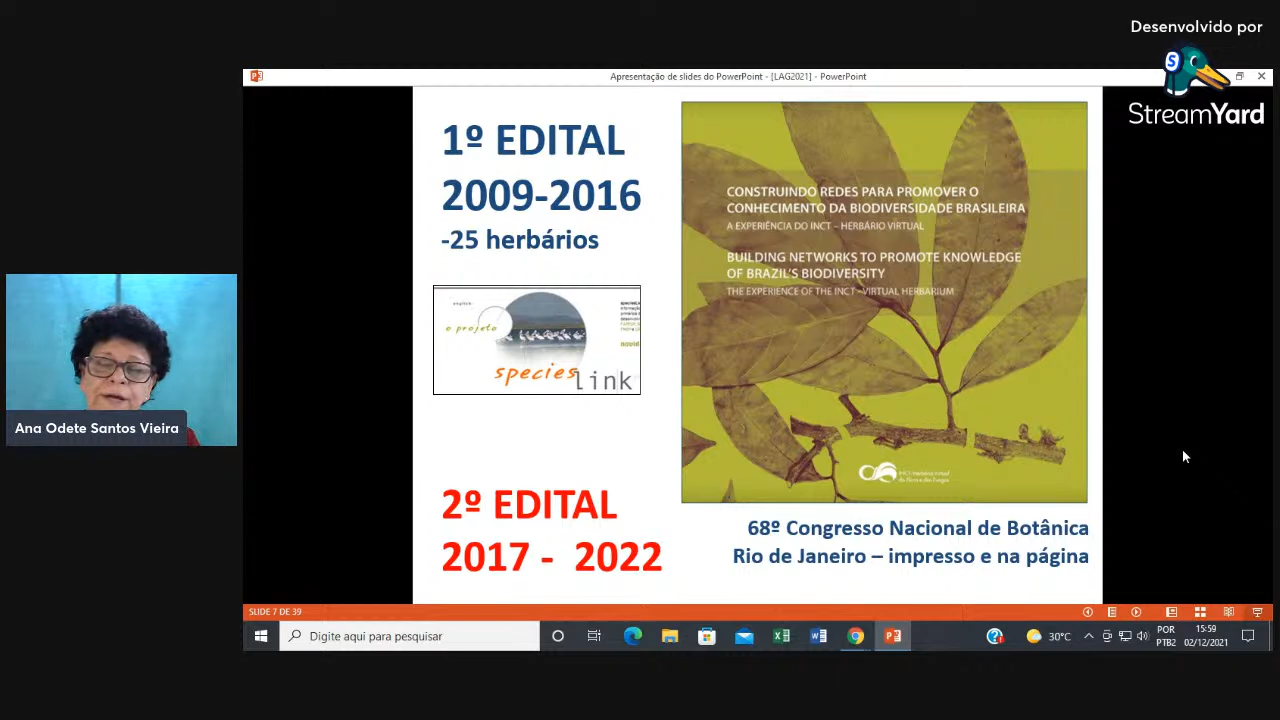 Desenvolvido por
S
StreamYard
Apresentação de slides do PowerPoint - [LAG2021] - PowerPoint
1º EDITAL
2009-2016
-25 herbários
o projeto
species
link
2º EDITAL
2017 - 2022
CONSTRUINDO REDES PARA PROMOVER O
CONHECIMENTO DA BIODIVERSIDADE BRASILEIRA
A EXPERIÊNCIA DO INCT – HERBÁRIO VIRTUAL
BUILDING NETWORKS TO PROMOTE KNOWLEDGE
OF BRAZIL'S BIODIVERSITY
THE EXPERIENCE OF THE INCT – VIRTUAL HERBARIUM
68º Congresso Nacional de Botânica
Rio de Janeiro – impresso e na página
Ana Odete Santos Vieira
SLIDE 7 DE 39
Digite aqui para pesquisar
30°C
POR
PTB2
15:59
02/12/2021